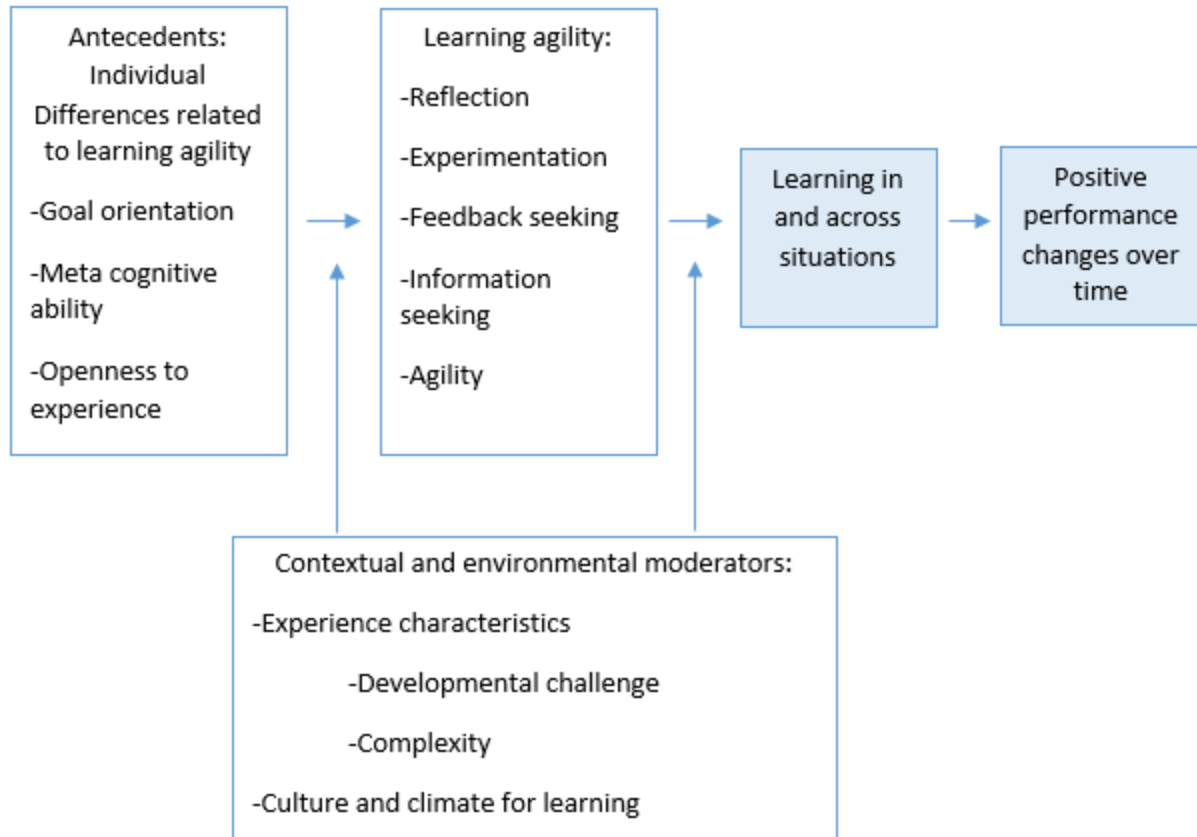 Antecedents:
Individual
Differences related
to learning agility
-Goal orientation
-Meta cognitive
ability
-Openness to
experience
Learning agility:
-Reflection
-Experimentation
-Feedback seeking
-Information
seeking
-Agility
Learning in
and across
situations
Positive
performance
changes over
time
Contextual and environmental moderators:
-Experience characteristics
-Developmental challenge
-Complexity
-Culture and climate for learning